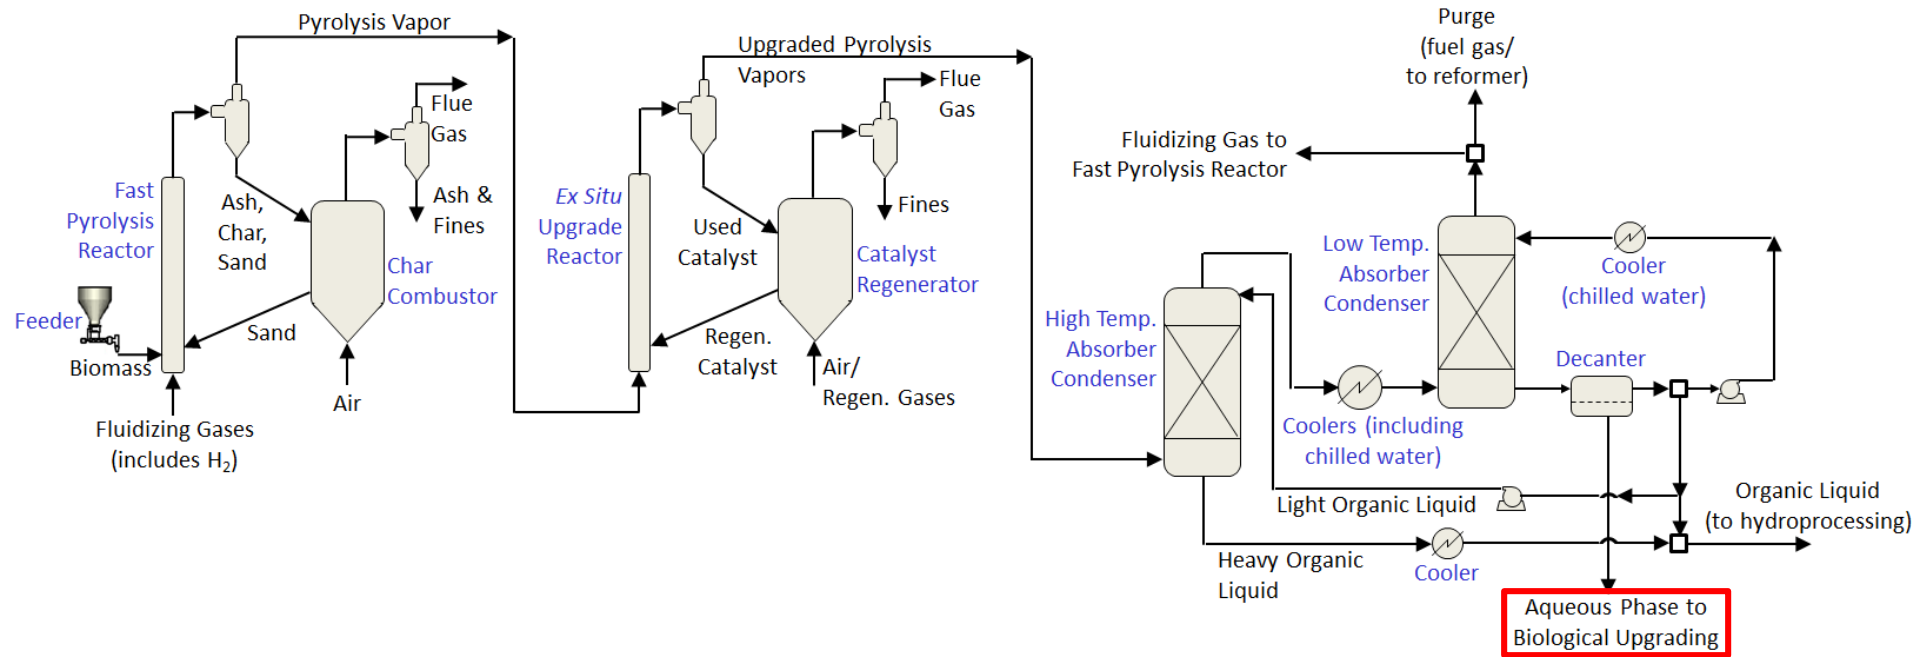 Pyrolysis Vapor
Flue
Gas
Fast
Pyrolysis
Reactor
Ash,
Char,
Sand
Ash &
Fines
Char
Combustor
Feeder
Biomass
Sand
Air
Fluidizing Gases
(includes H₂)
Upgraded Pyrolysis
Vapors
Flue
Gas
Ex Situ
Upgrade
Reactor
Used
Catalyst
Fines
Catalyst
Regenerator
Regen.
Catalyst
Air/
Regen. Gases
Purge
(fuel gas/
to reformer)
Fluidizing Gas to
Fast Pyrolysis Reactor
Low Temp.
Absorber
Condenser
Cooler
(chilled water)
High Temp.
Absorber
Condenser
Decanter
Coolers (including
chilled water)
Light Organic Liquid
Organic Liquid
(to hydroprocessing)
Heavy Organic
Liquid
Cooler
Aqueous Phase to
Biological Upgrading